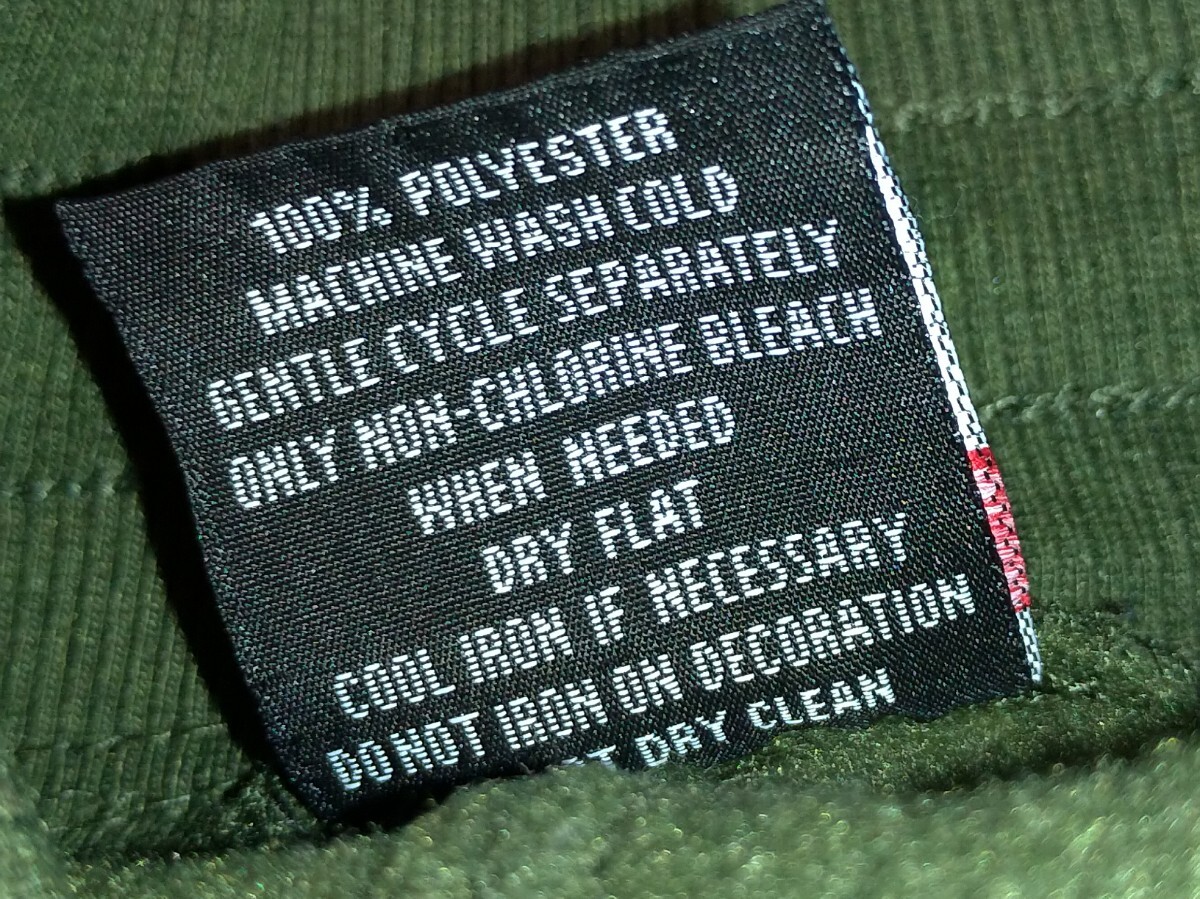 100% POLYESTER
MACHINE WASH COLD
GENTLE CYCLE SEPARATELY
ONLY NON-CHLORINE BLEACH
WHEN NEEDED
DRY FLAT
COOL IRON IF NECESSARY
DO NOT IRON ON DECORATION
DRY CLEAN